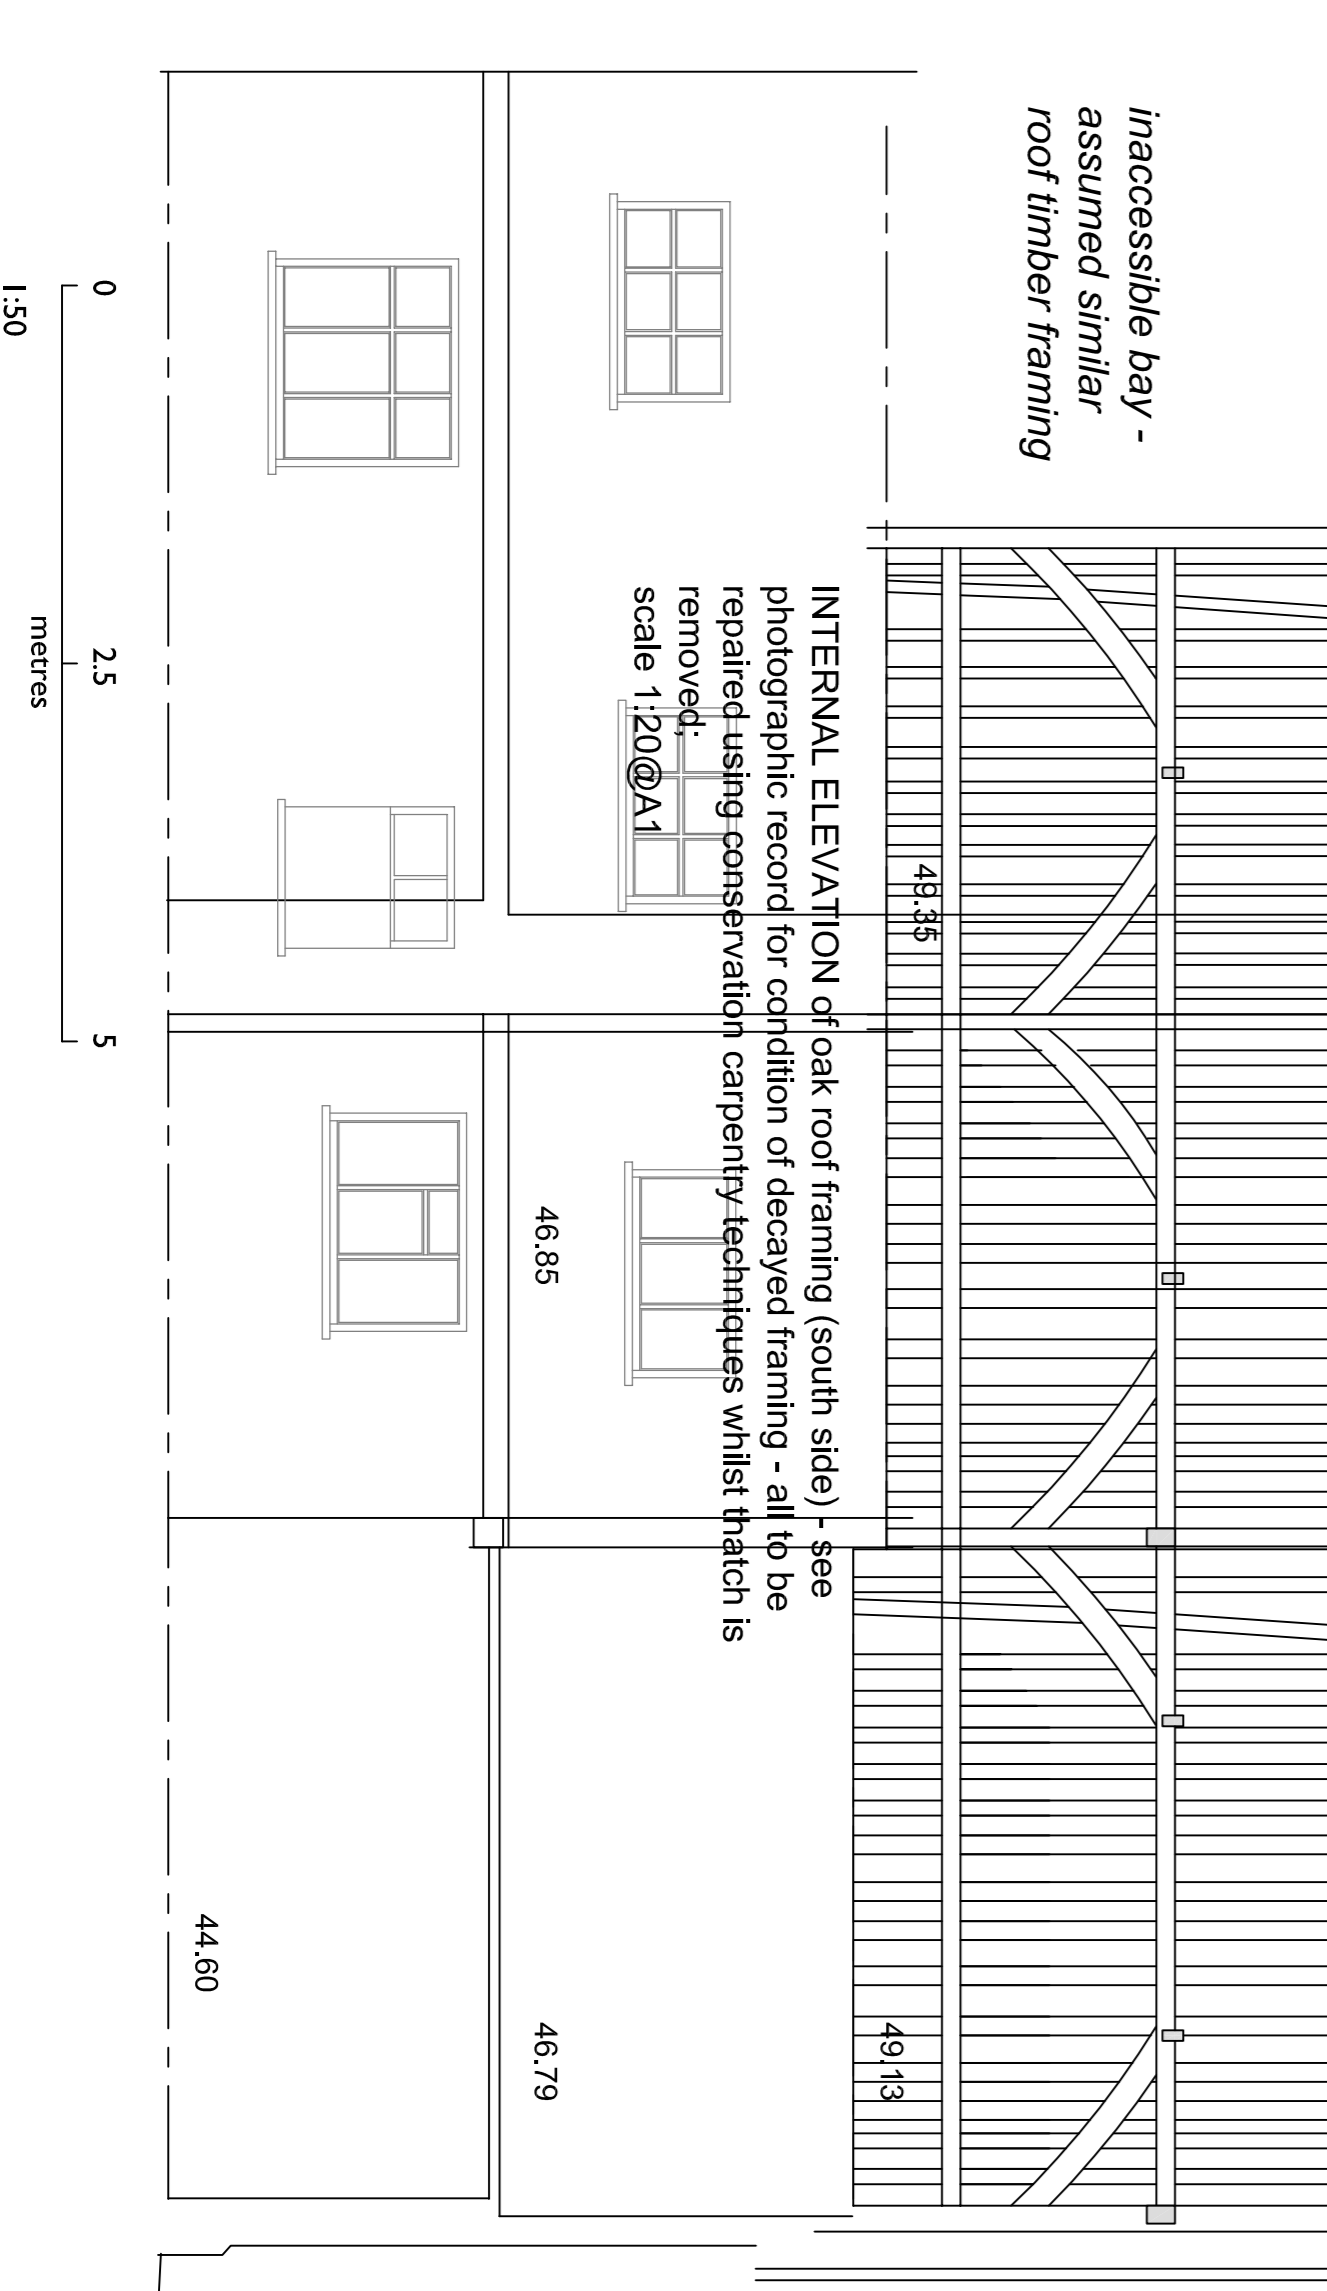 inaccessible bay -
assumed similar
roof timber framing
49.35
49.13
INTERNAL ELEVATION of oak roof framing (south side) - see
photographic record for condition of decayed framing - all to be
repaired using conservation carpentry techniques whilst thatch is
removed;
scale 1:20@A1
46.85
46.79
44.60
0
2.5
5
metres
1:50